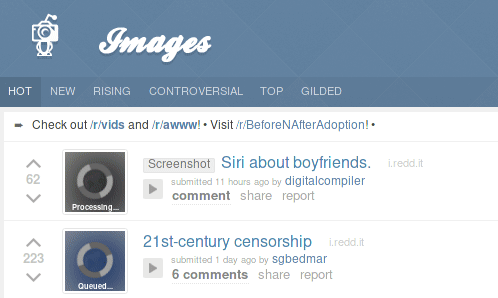 Images
HOT NEW RISING CONTROVERSIAL TOP GILDED
➨ Check out /r/vids and /r/awww! • Visit /r/BeforeNAfterAdoption! •
Screenshot Siri about boyfriends. i.redd.it
62
Processing...
submitted 11 hours ago by digitalcompiler
comment share report
21st-century censorship i.redd.it
223
Queued...
submitted 1 day ago by sgbedmar
6 comments share report